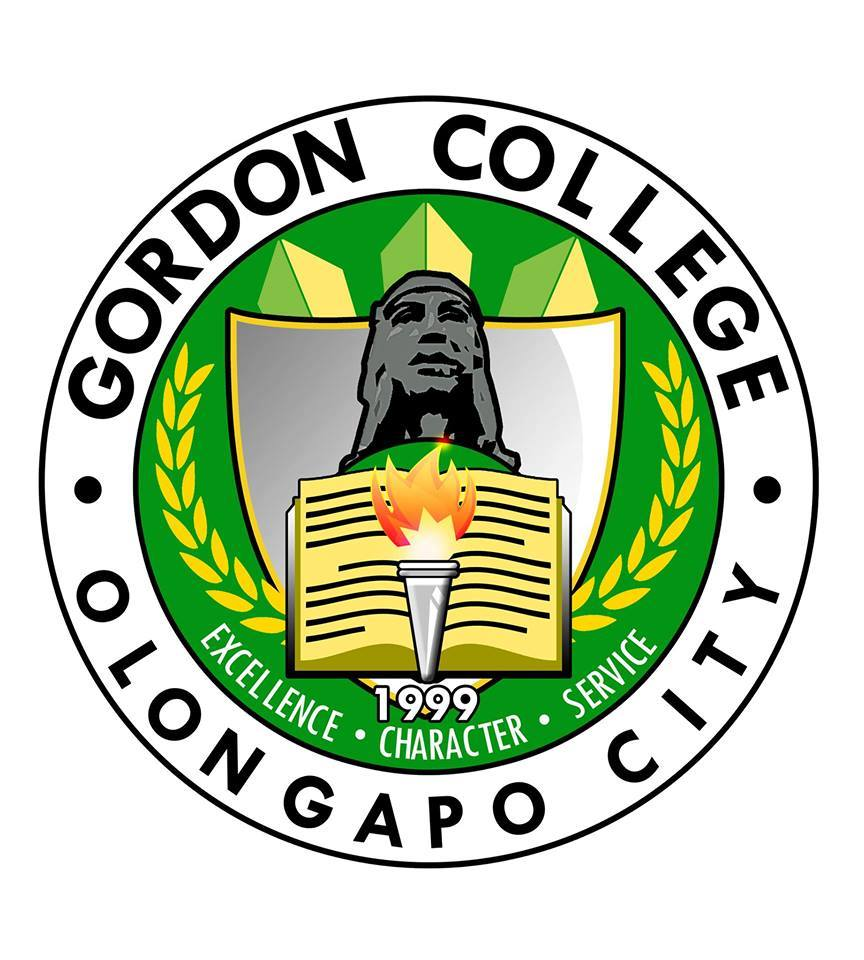 GORDON COLLEGE
• OLONGAPO CITY •
1999
EXCELLENCE • CHARACTER • SERVICE